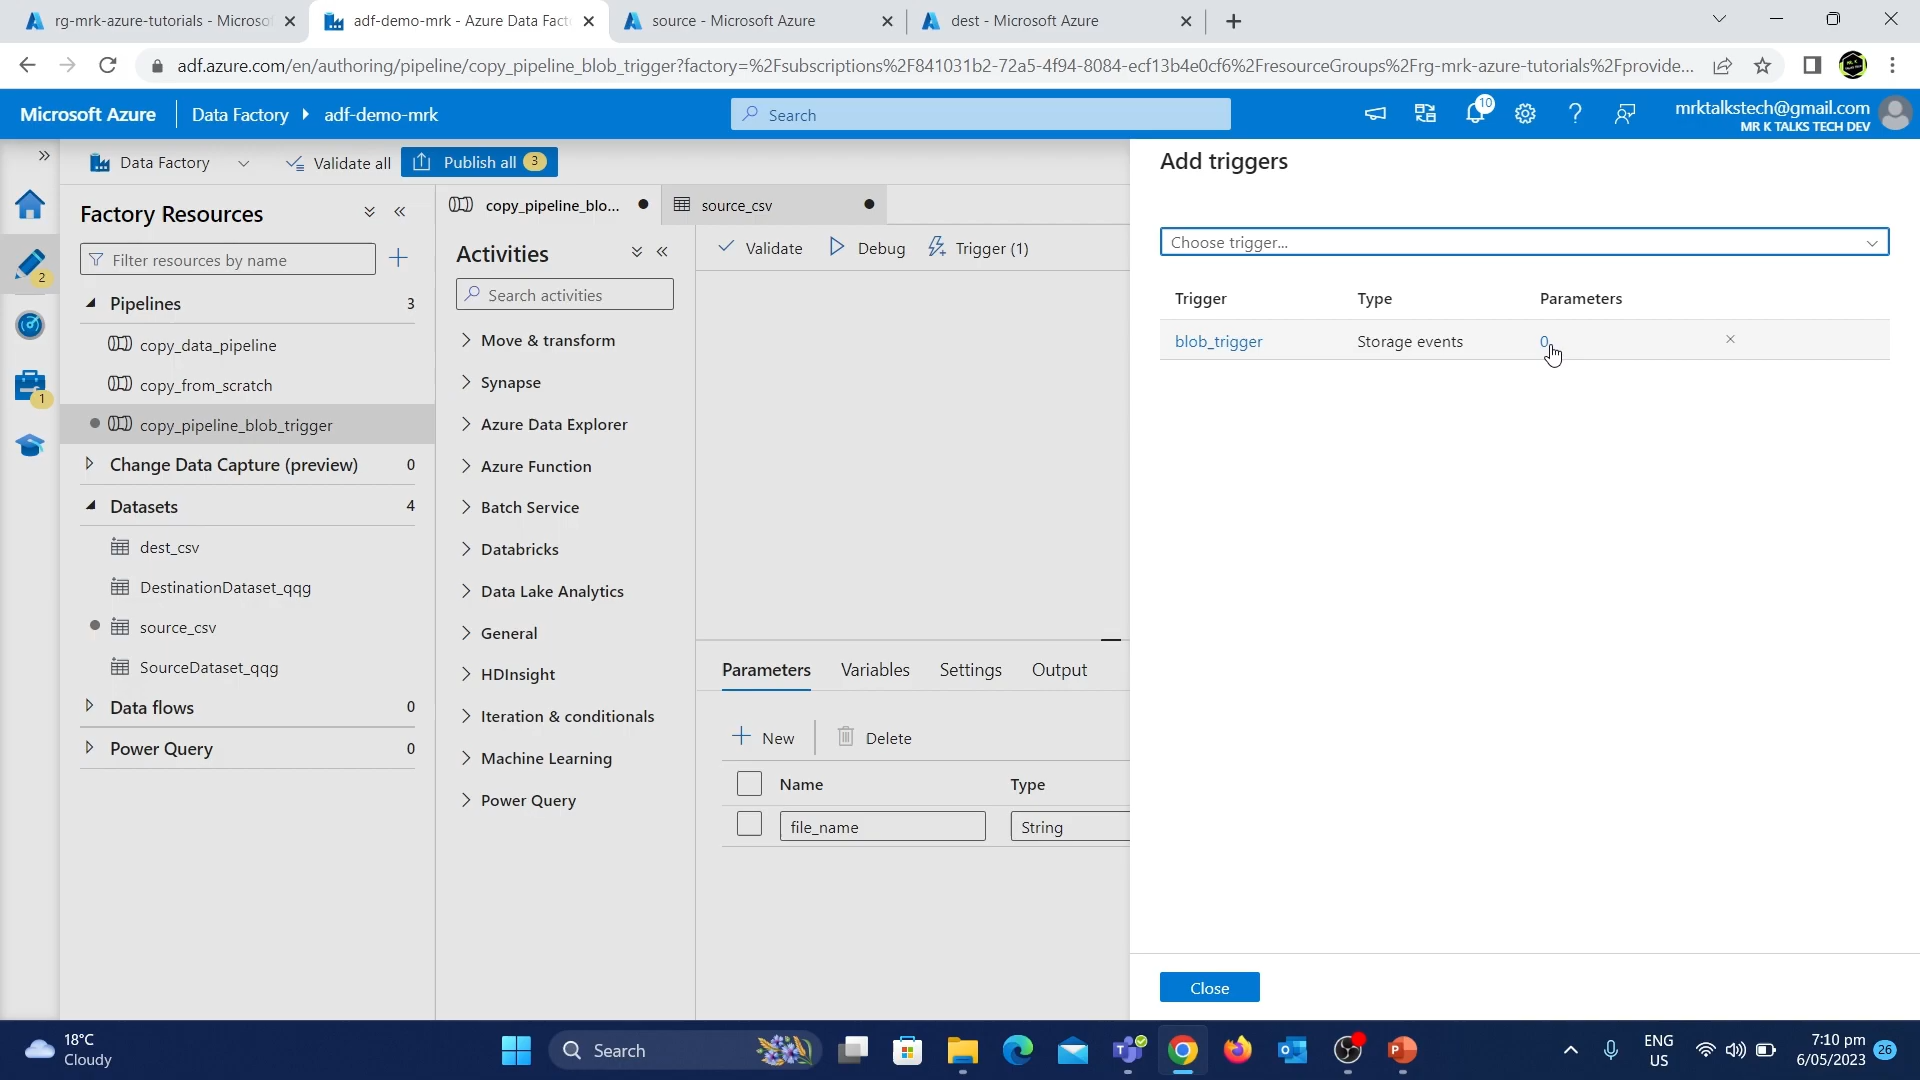 rg-mrk-azure-tutorials - Microsof
adf-demo-mrk - Azure Data Fact
source - Microsoft Azure
dest - Microsoft Azure
adf.azure.com/en/authoring/pipeline/copy_pipeline_blob_trigger?factory=%2Fsubscriptions%2F841031b2-72a5-4f94-8084-ecf13b4e0cf6%2FresourceGroups%2Frg-mrk-azure-tutorials%2Fprovide...
Microsoft Azure
Data Factory
adf-demo-mrk
Search
10
mrktalkstech@gmail.com
MR K TALKS TECH DEV
Data Factory
Validate all
Publish all 3
2
1
Factory Resources
Filter resources by name
Pipelines 3
copy_data_pipeline
copy_from_scratch
copy_pipeline_blob_trigger
Change Data Capture (preview) 0
Datasets 4
dest_csv
DestinationDataset_qqg
source_csv
SourceDataset_qqg
Data flows 0
Power Query 0
copy_pipeline_blo...
source_csv
Activities
Search activities
Move & transform
Synapse
Azure Data Explorer
Azure Function
Batch Service
Databricks
Data Lake Analytics
General
HDInsight
Iteration & conditionals
Machine Learning
Power Query
Validate
Debug
Trigger (1)
Parameters Variables Settings Output
New
Delete
Name Type
file_name String
Add triggers
Choose trigger...
Trigger Type Parameters
blob_trigger Storage events 0
Close
18°C
Cloudy
Search
ENG
US
7:10 pm
6/05/2023
26